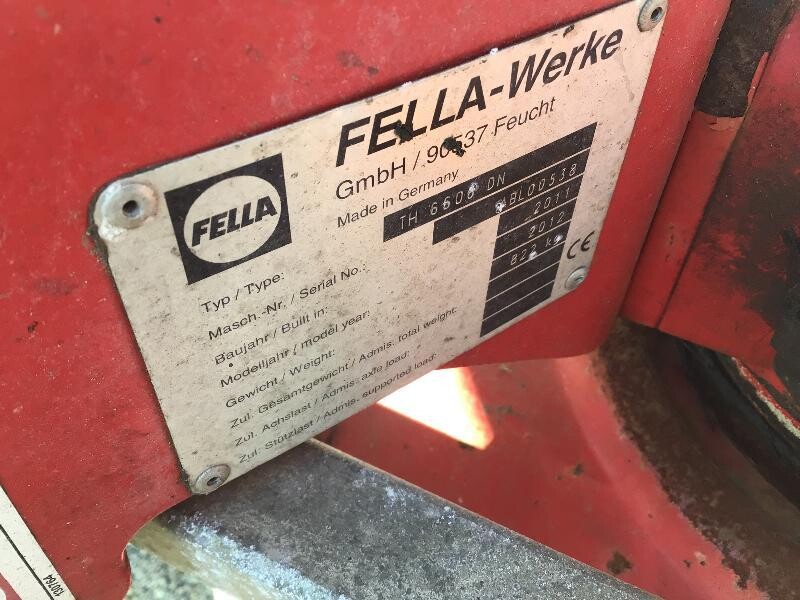 FELLA-Werke
GmbH / 90537 Feucht
Made in Germany
FELLA
Typ / Type: TH 6606 DN
Masch.-Nr. / Serial No.: ABL00538
Baujahr / Built in: 2011
Modelljahr / model year: 2012
Gewicht / Weight: 822 kg
Zul. Gesamtgewicht / Admis. total weight:
Zul. Achslast / Admis. axle load:
Zul. Stützlast / Admis. supported load:
CE
130764